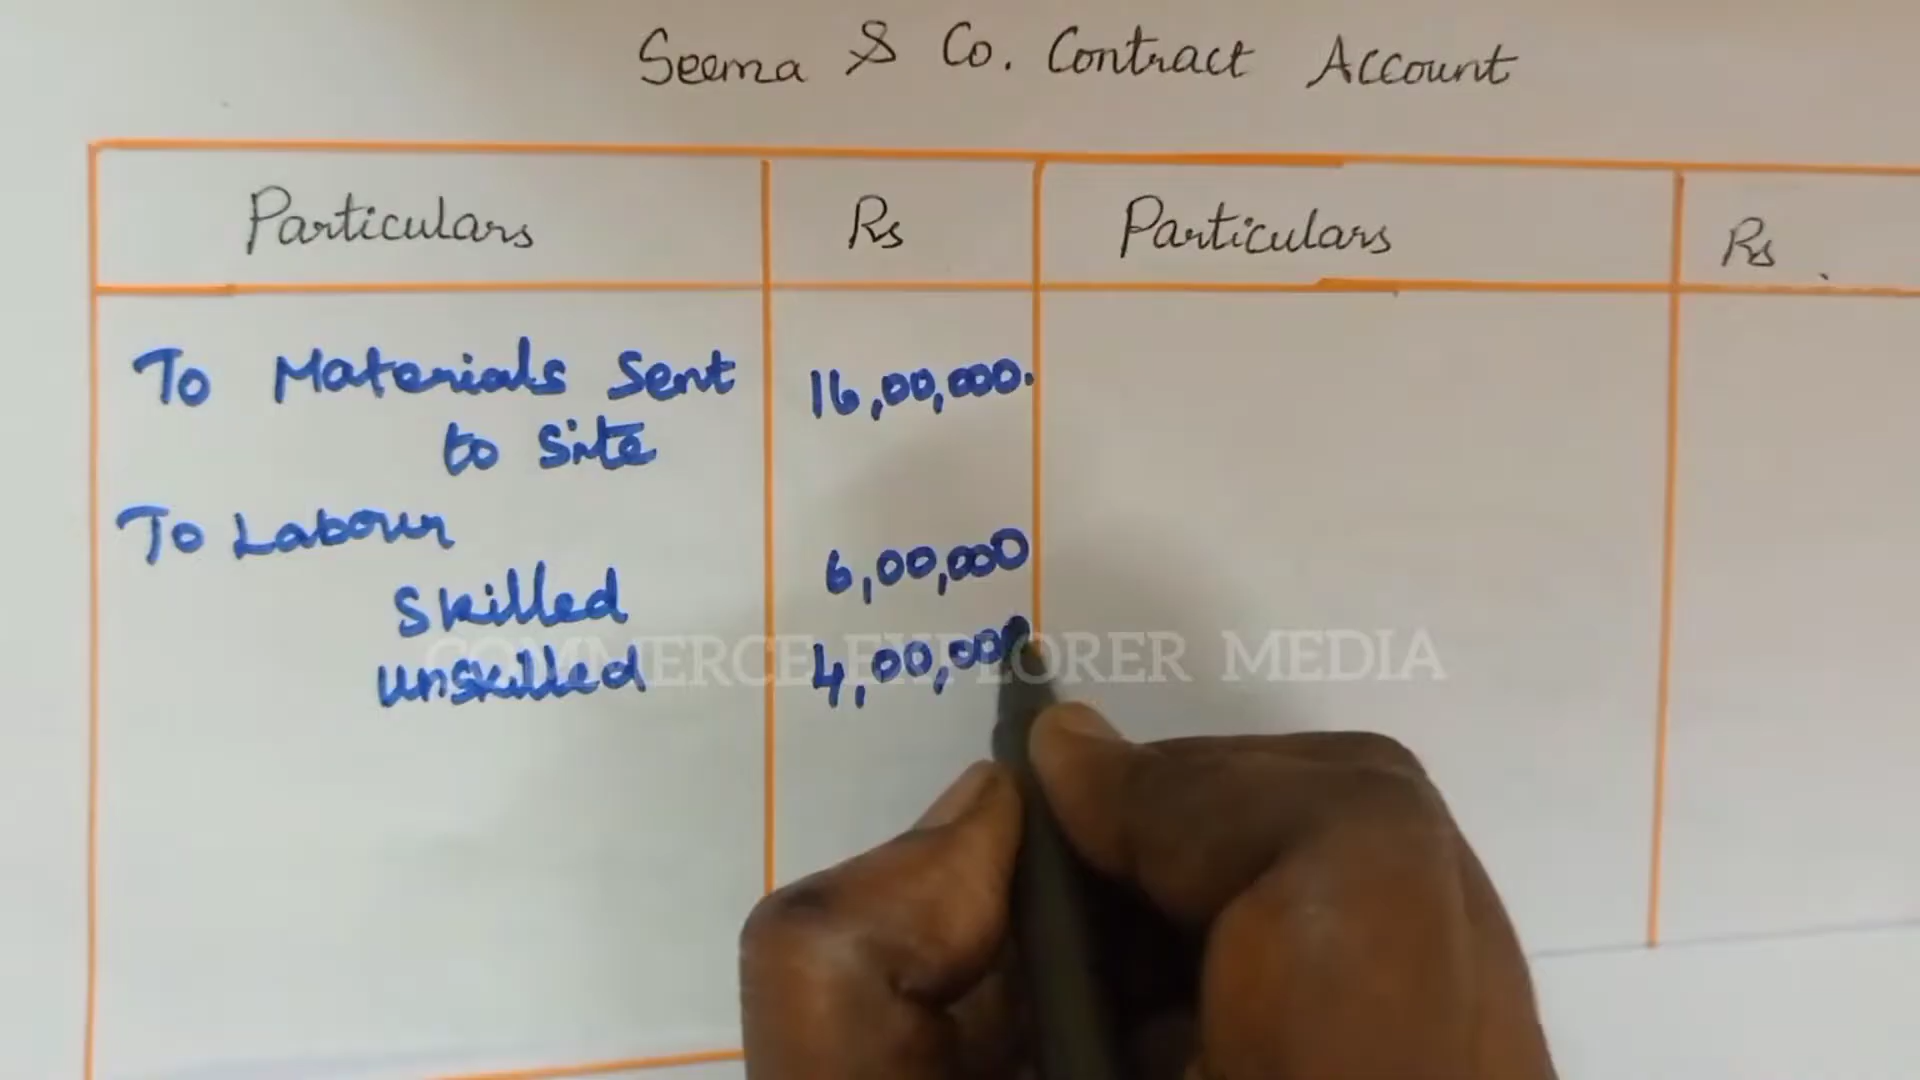 Seema & Co. Contract Account
Particulars Rs Particulars Rs.
To Materials Sent 16,00,000.
to Site
To Labour
Skilled 6,00,000
Unskilled 4,00,000
COMMERCE EXPLORER MEDIA